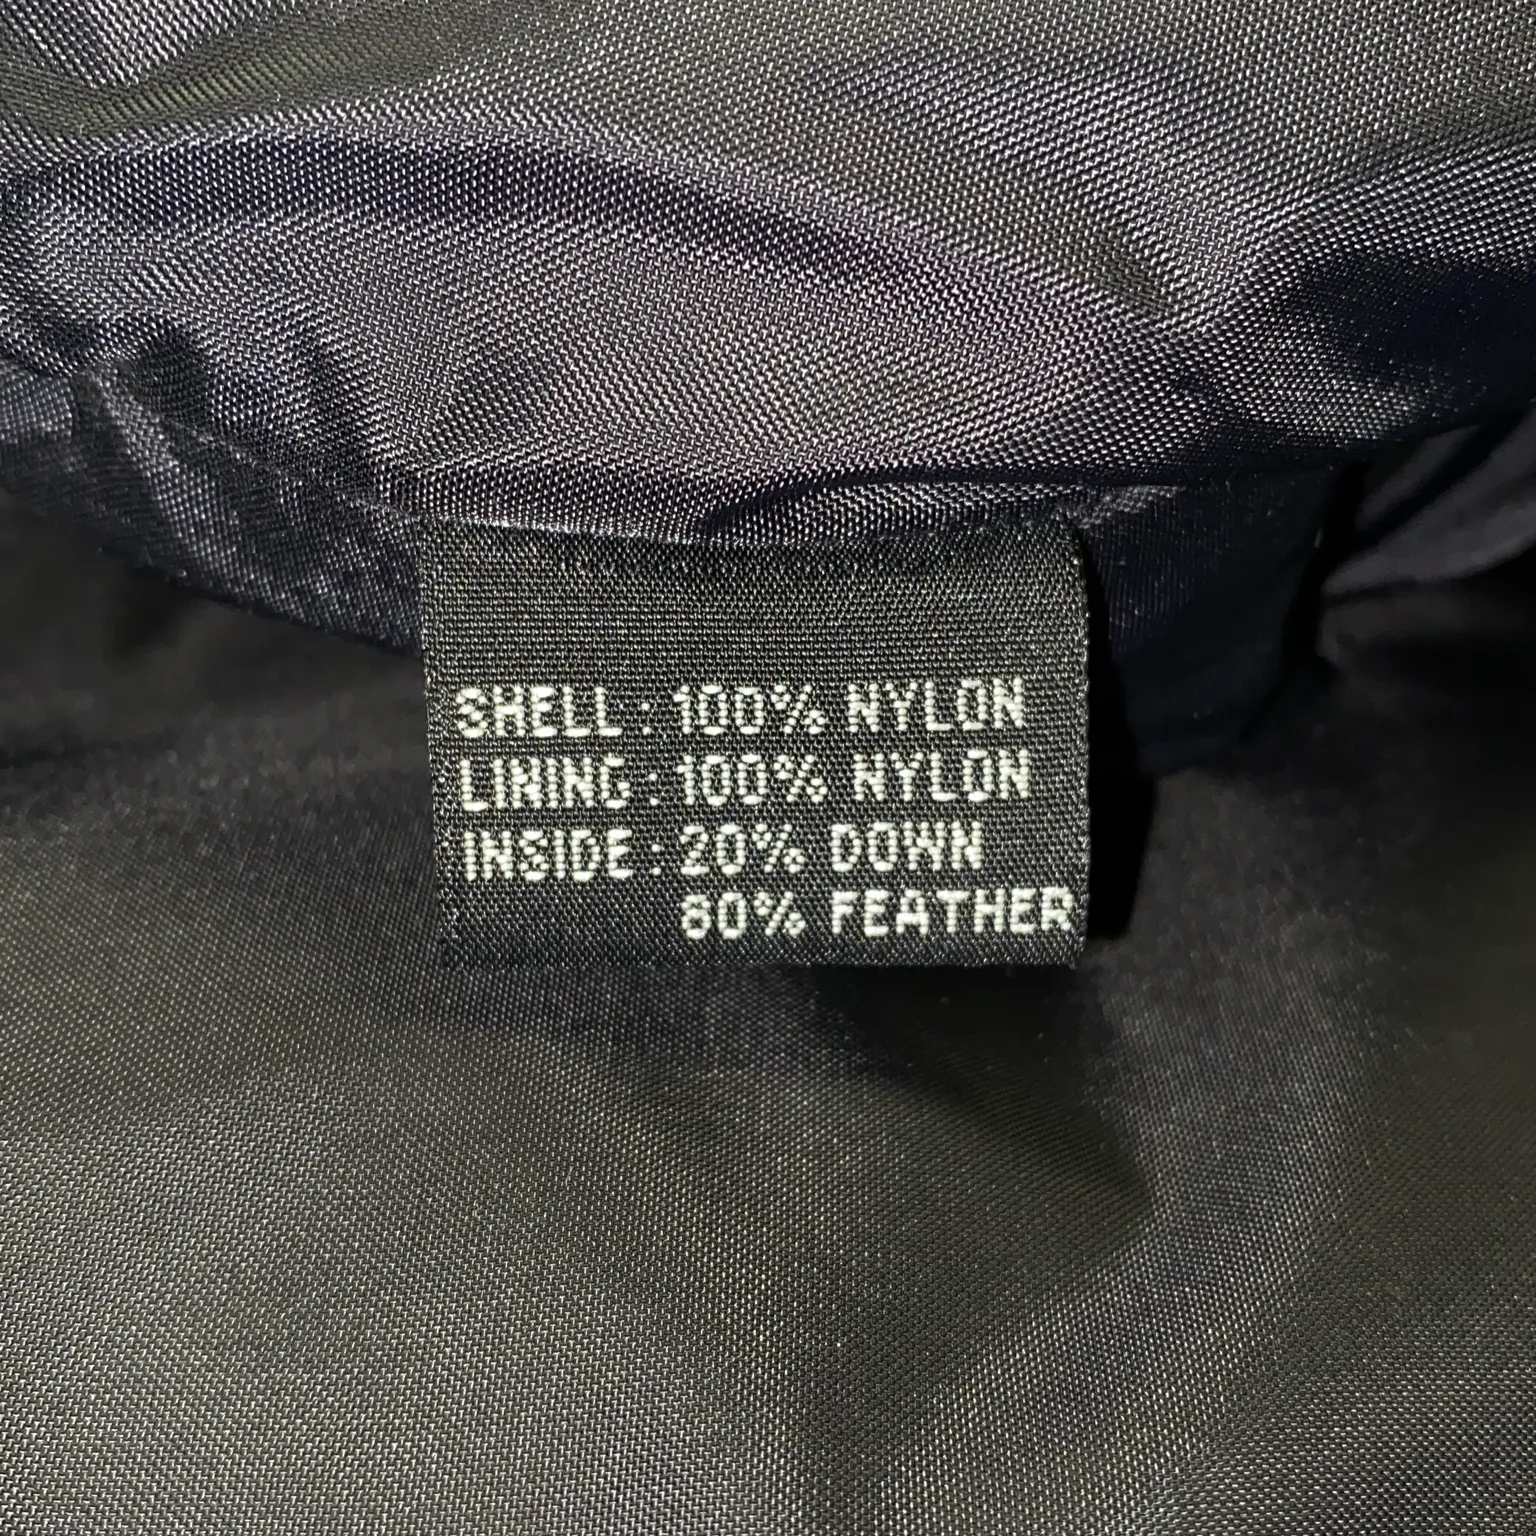 SHELL : 100% NYLON
LINING : 100% NYLON
INSIDE : 20% DOWN
80% FEATHER